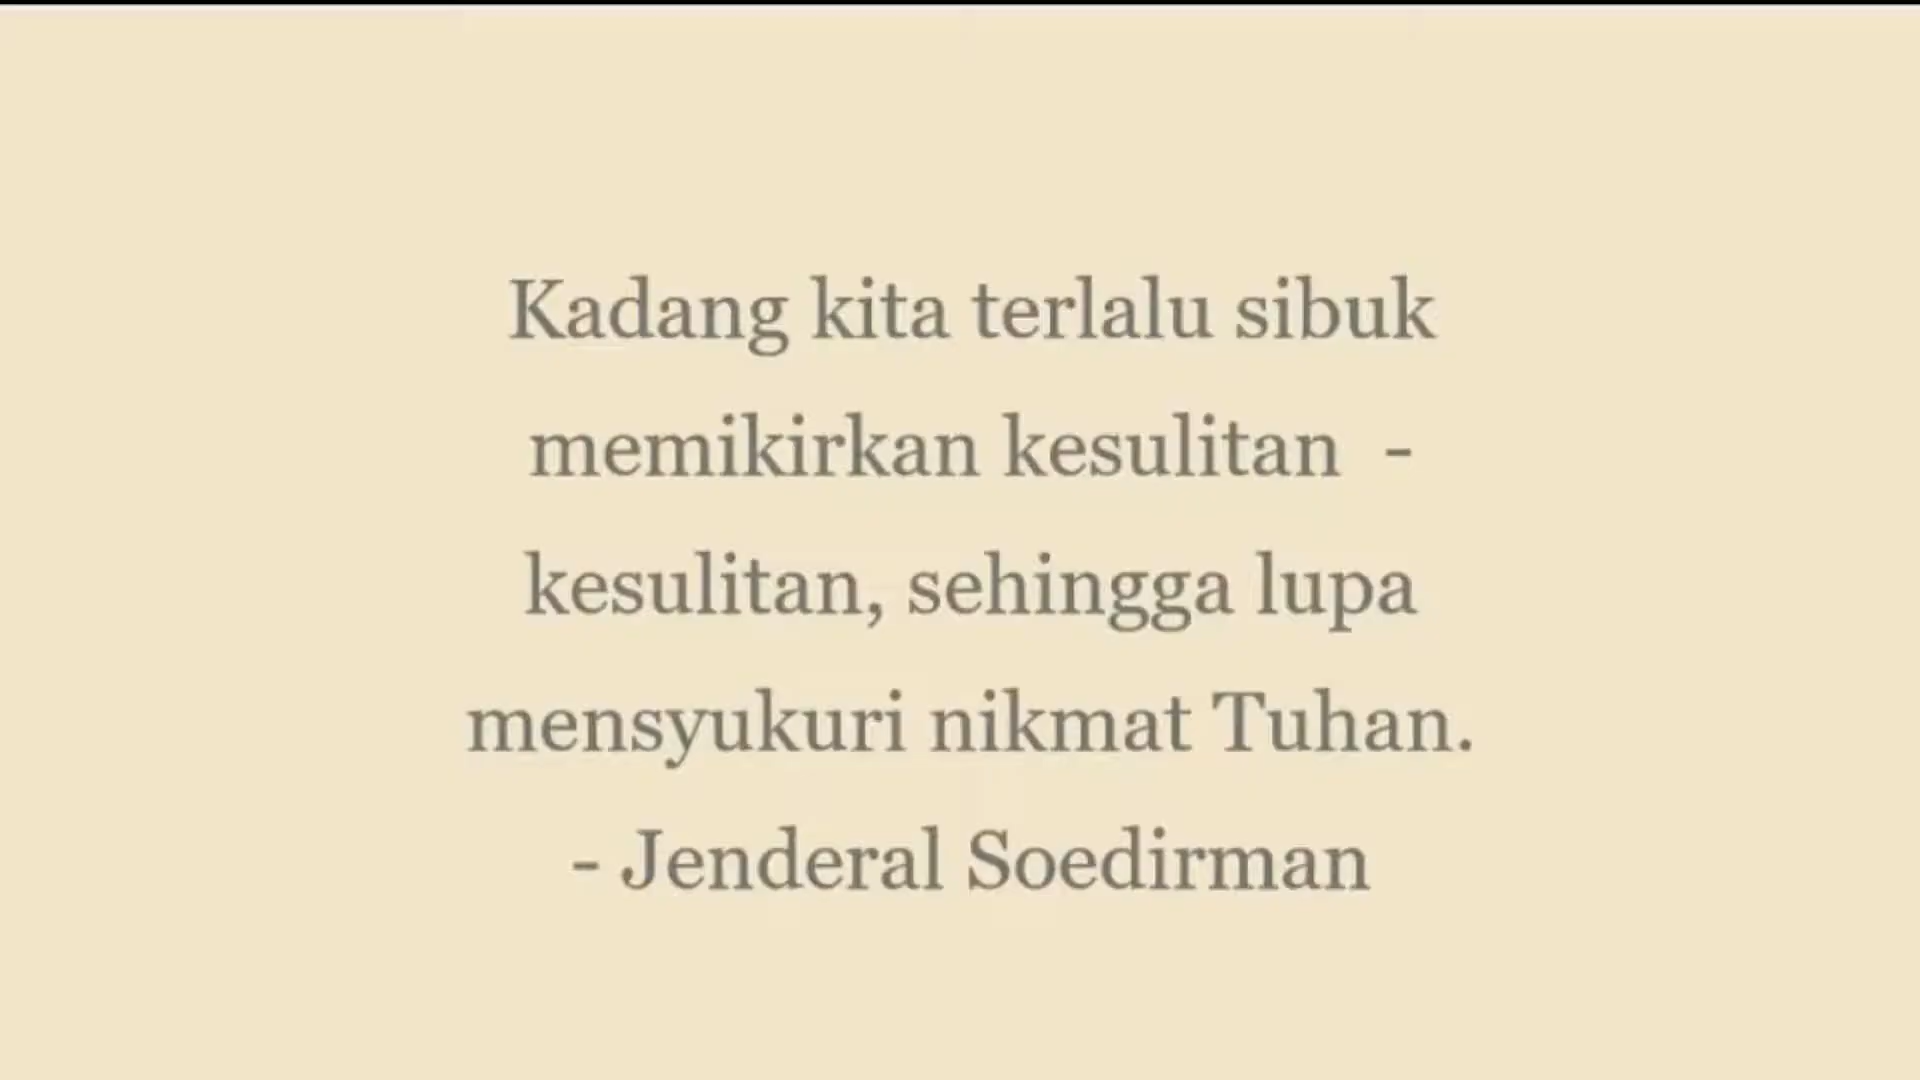 Kadang kita terlalu sibuk
memikirkan kesulitan  -
kesulitan, sehingga lupa
mensyukuri nikmat Tuhan.
- Jenderal Soedirman